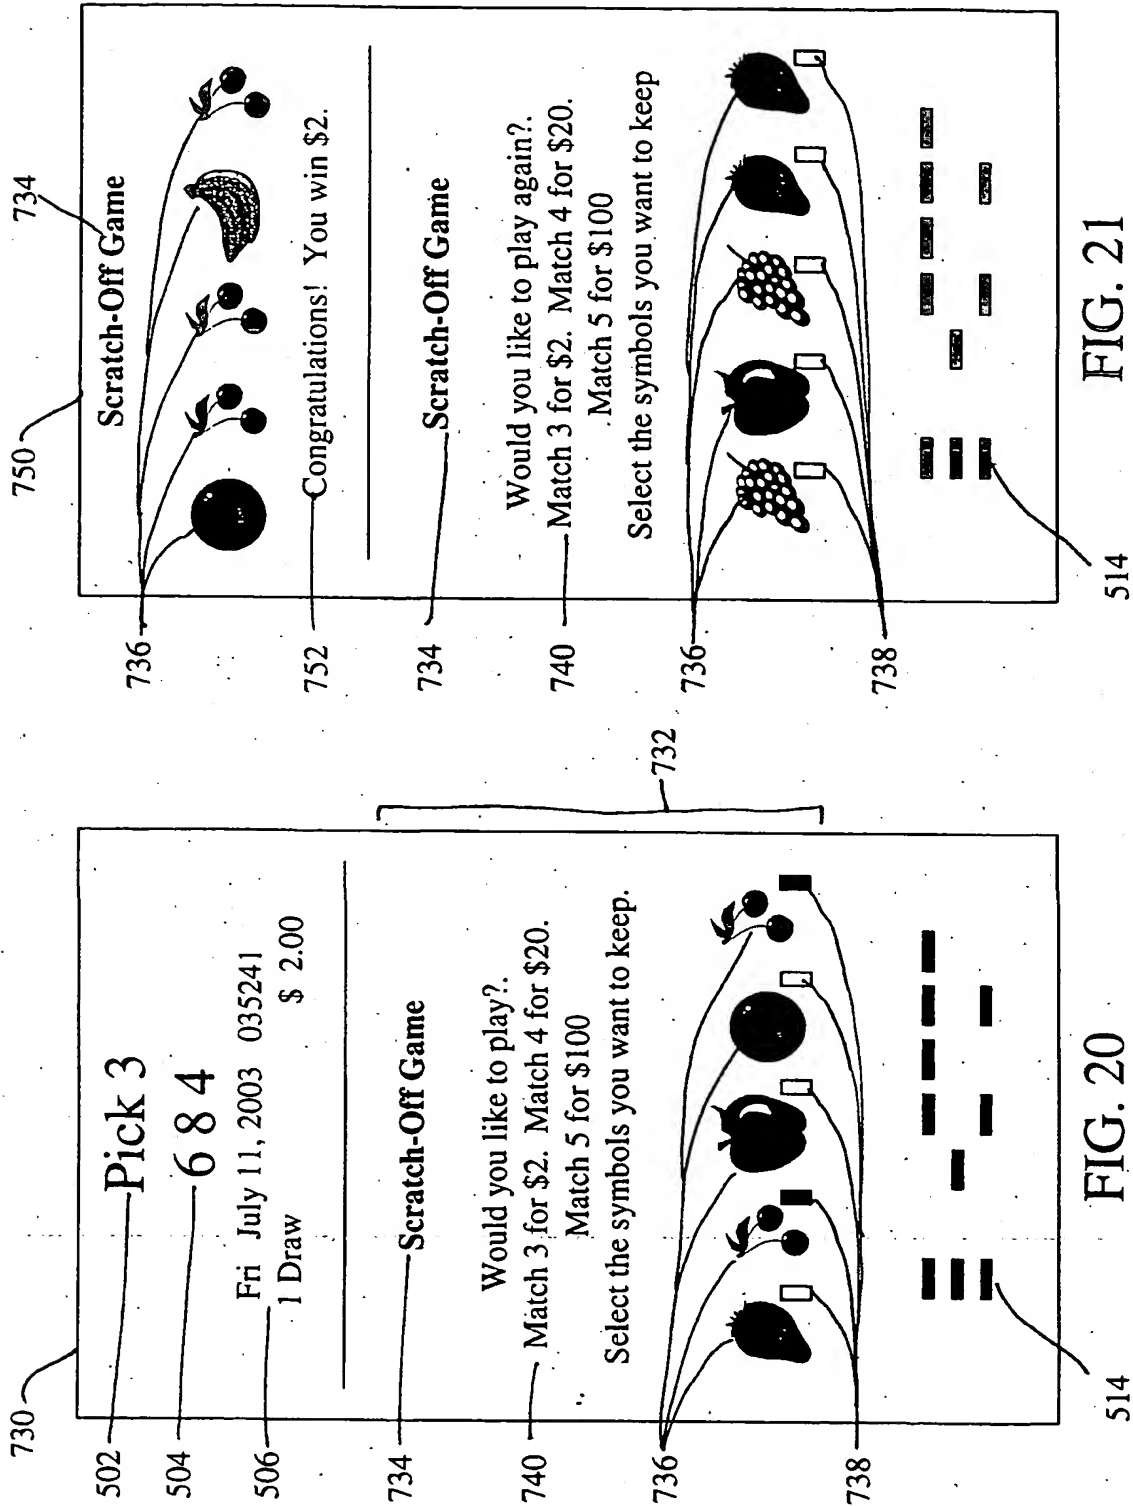 730
502
Pick 3
504
6 8 4
506
Fri July 11, 2003 035241
1 Draw $ 2.00
734
Scratch-Off Game
Would you like to play?.
740
Match 3 for $2. Match 4 for $20.
Match 5 for $100
Select the symbols you want to keep.
736
738
732
514
FIG. 20
750
734
Scratch-Off Game
736
752
Congratulations! You win $2.
734
Scratch-Off Game
Would you like to play again?.
740
Match 3 for $2. Match 4 for $20.
Match 5 for $100
Select the symbols you want to keep
736
738
514
FIG. 21